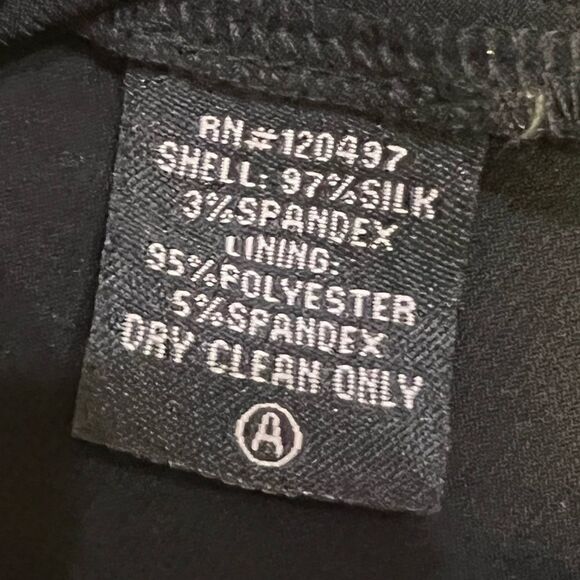 RN#120497
SHELL: 97%SILK
3%SPANDEX
LINING:
95%POLYESTER
5%SPANDEX
DRY CLEAN ONLY
A